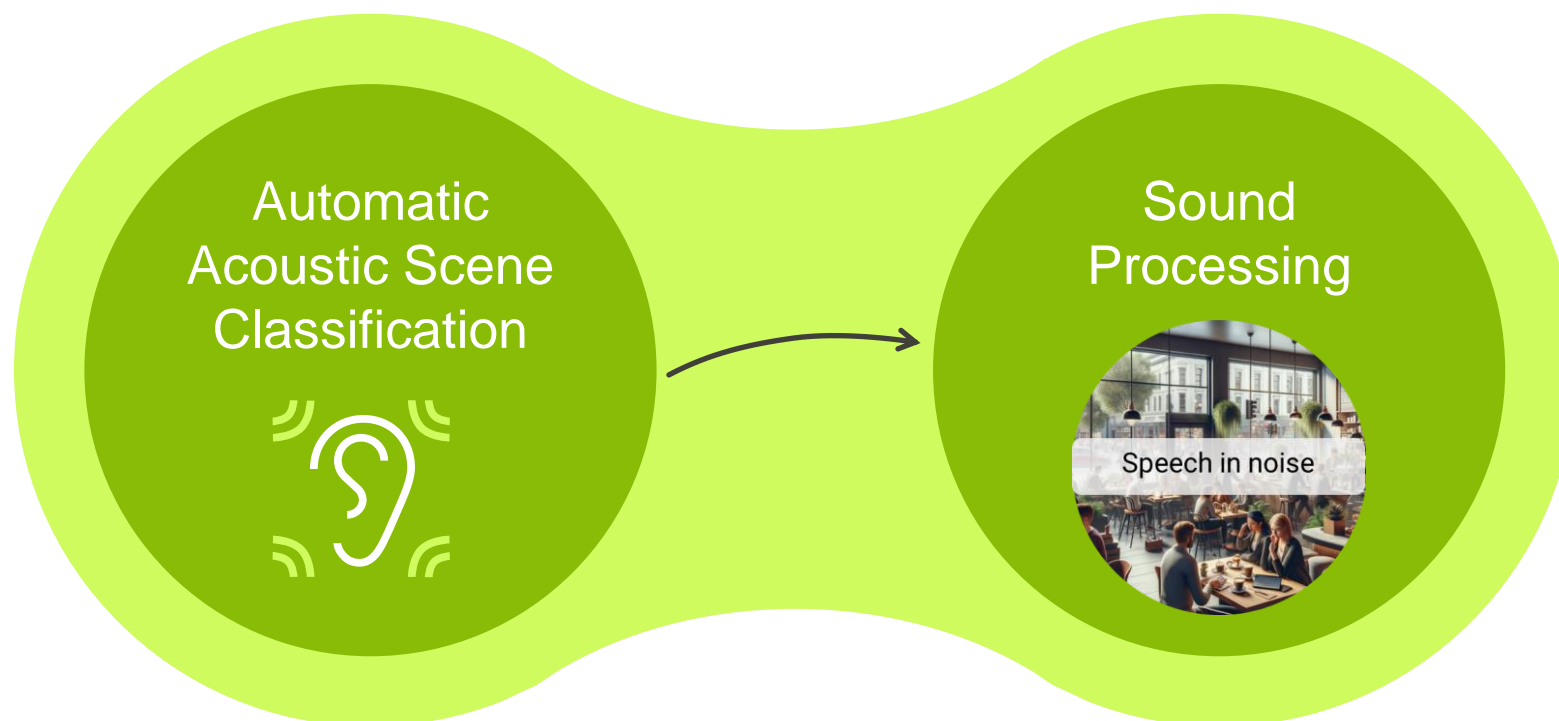 Automatic
Acoustic Scene
Classification
Sound
Processing
Speech in noise